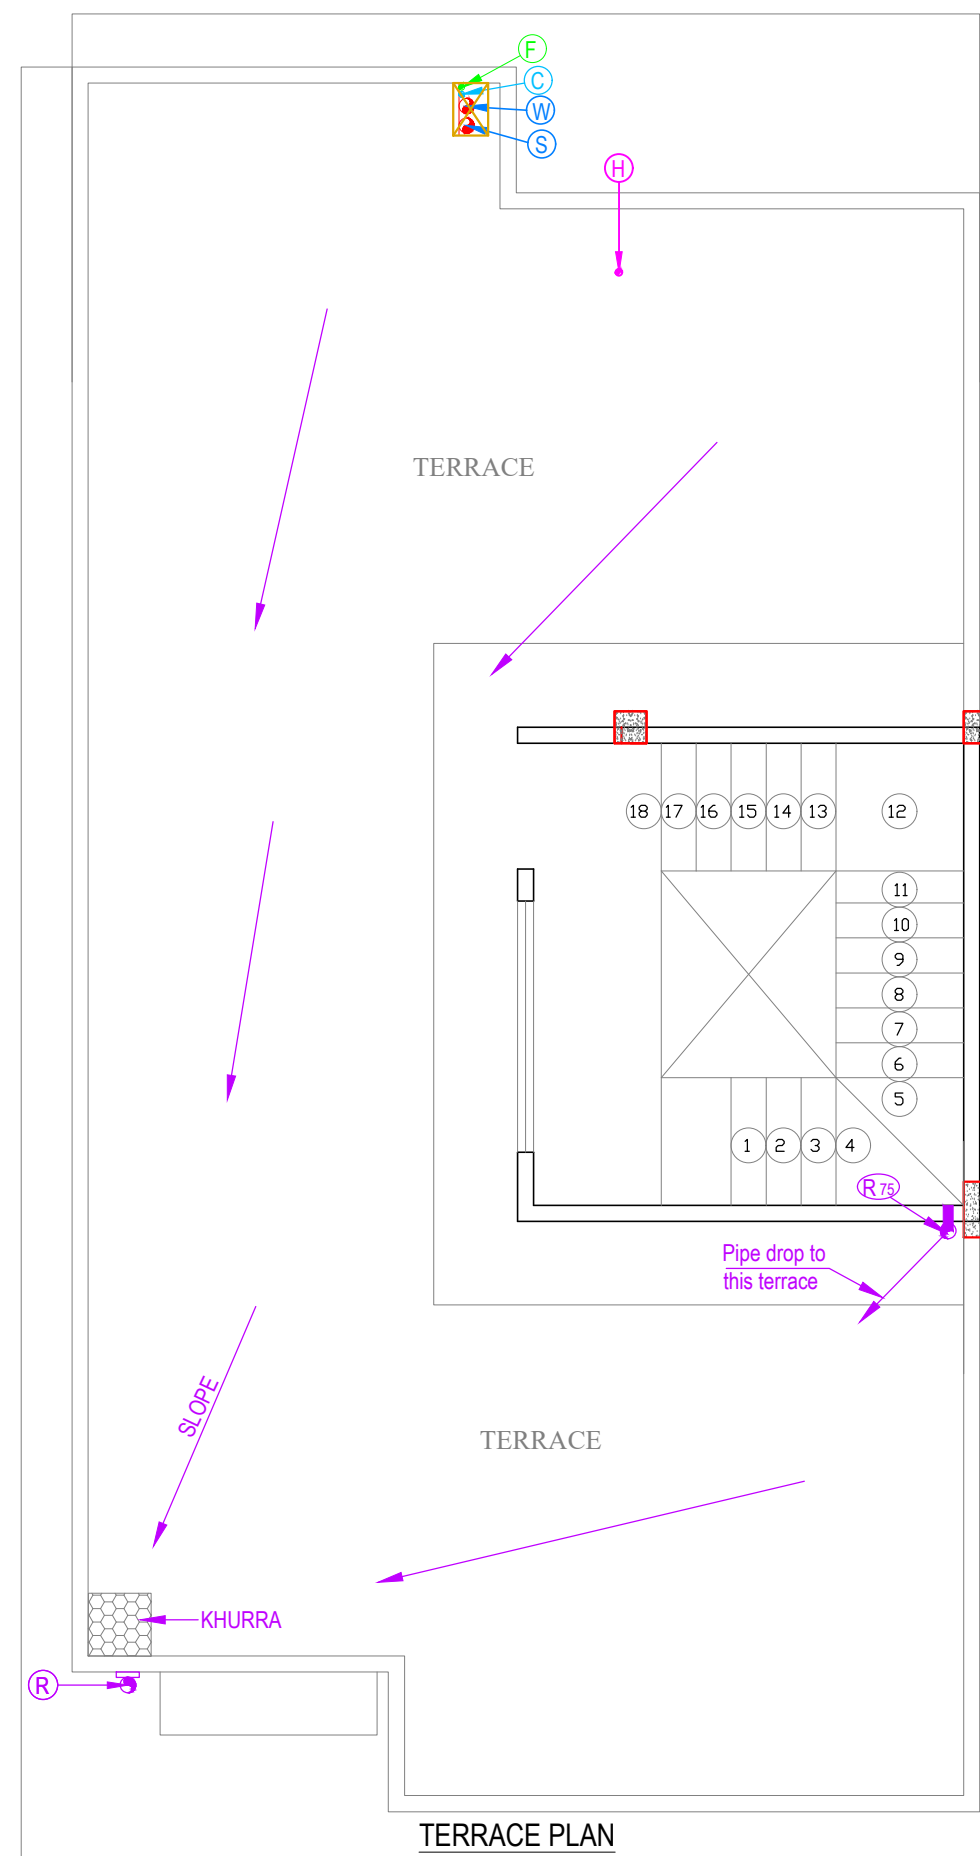 F
C
W
S
H
TERRACE
18 17 16 15 14 13 12
11
10
9
8
7
6
5
1 2 3 4
R 75
Pipe drop to
this terrace
SLOPE
TERRACE
KHURRA
R
TERRACE PLAN